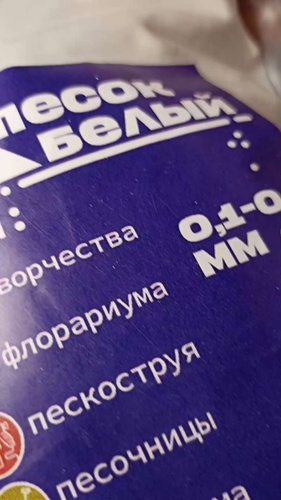 песок
белый
ворчества
0,1-0
мм
флорариума
пескоструя
песочницы